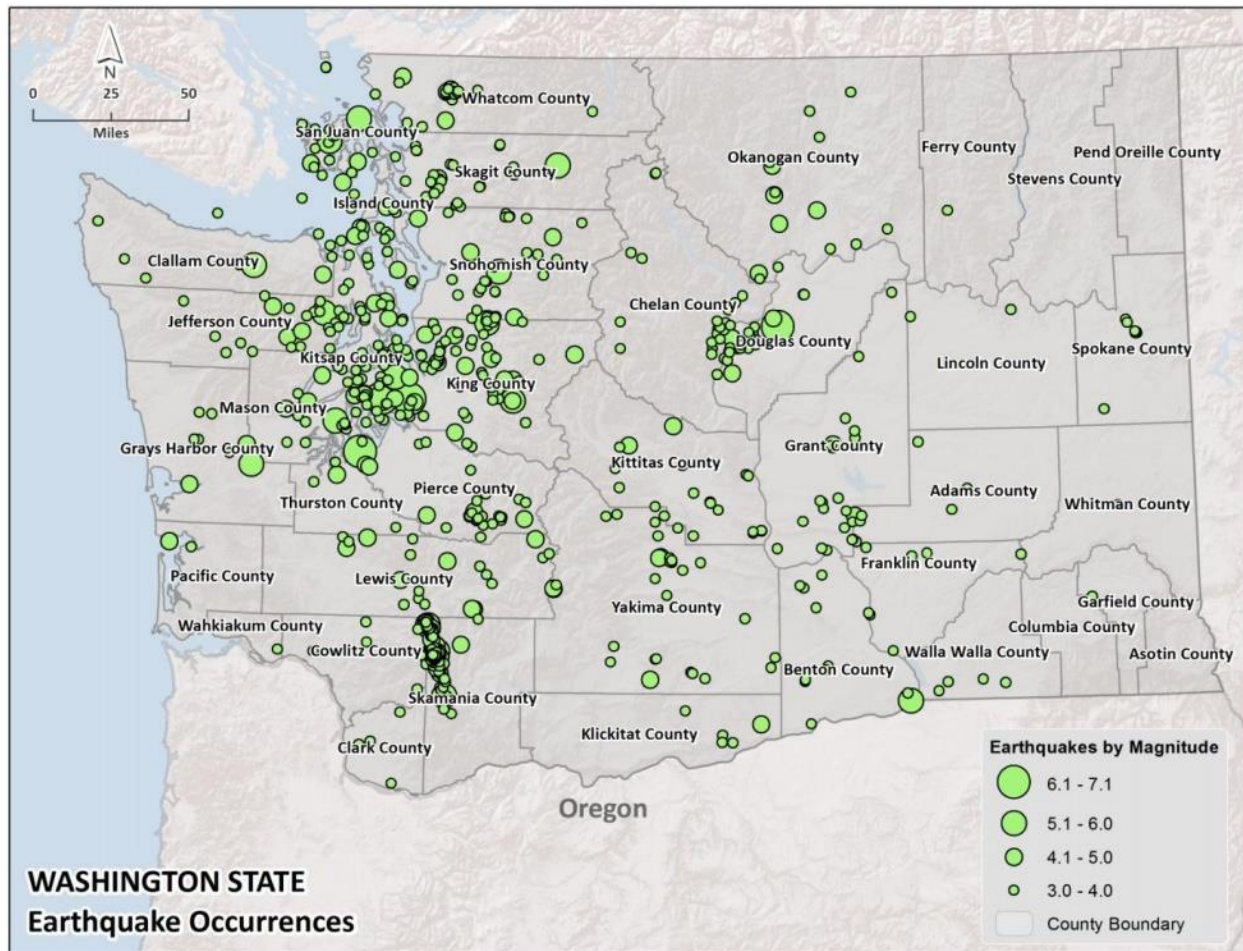 N
0 25 50
Miles
Whatcom County
San Juan County
Skagit County
Island County
Okanogan County
Ferry County
Pend Oreille County
Stevens County
Clallam County
Snohomish County
Chelan County
Jefferson County
Douglas County
Kitsap County
Lincoln County
Spokane County
King County
Mason County
Grays Harbor County
Grant County
Kittitas County
Pierce County
Thurston County
Adams County
Whitman County
Pacific County
Lewis County
Franklin County
Yakima County
Garfield County
Wahkiakum County
Columbia County
Cowlitz County
Benton County
Walla Walla County
Asotin County
Skamania County
Klickitat County
Clark County
Oregon
Earthquakes by Magnitude
6.1 - 7.1
5.1 - 6.0
4.1 - 5.0
3.0 - 4.0
County Boundary
WASHINGTON STATE
Earthquake Occurrences